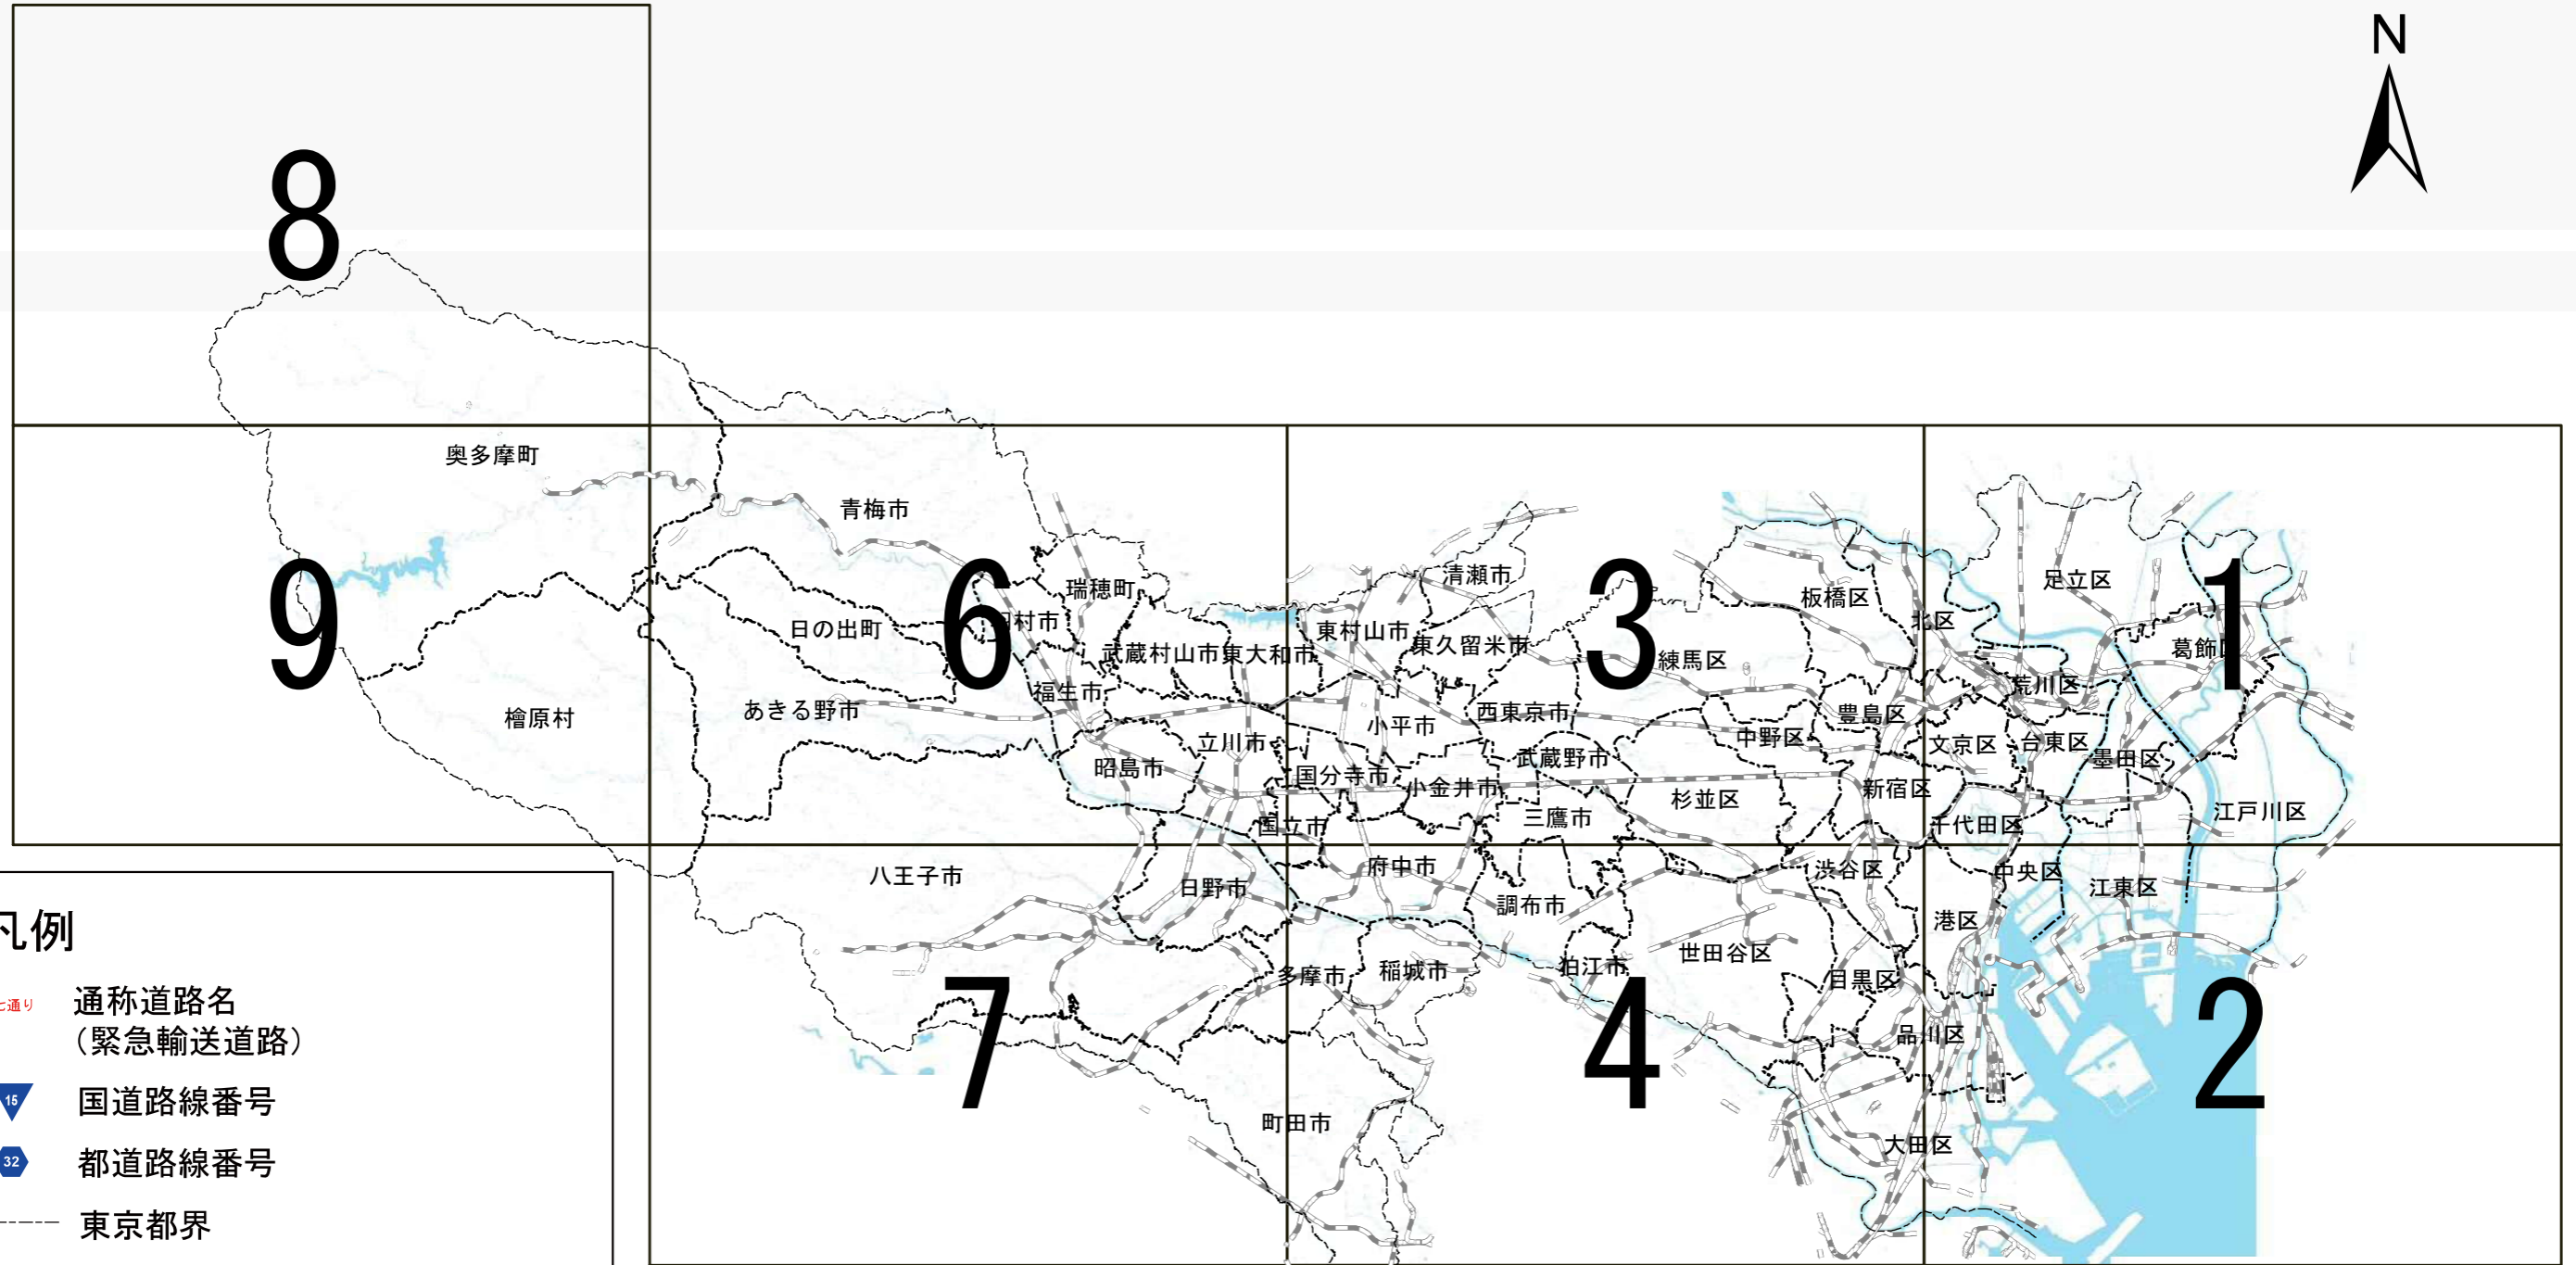 N
8
奥多摩町
青梅市
9
6
3
1
瑞穂町
清瀬市
足立区
板橋区
北区
日の出町
村市
東村山市
東久留米市
武蔵村山市
東大和市
練馬区
葛飾区
荒川区
福生市
檜原村
あきる野市
小平市
西東京市
豊島区
立川市
中野区
文京区
台東区
墨田区
昭島市
国分寺市
武蔵野市
小金井市
杉並区
新宿区
三鷹市
国立市
千代田区
江戸川区
八王子市
日野市
府中市
調布市
渋谷区
中央区
江東区
港区
世田谷区
多摩市
稲城市
狛江市
目黒区
7
4
2
品川区
町田市
大田区
凡例
七通り
通称道路名
（緊急輸送道路）
15
国道路線番号
32
都道路線番号
東京都界